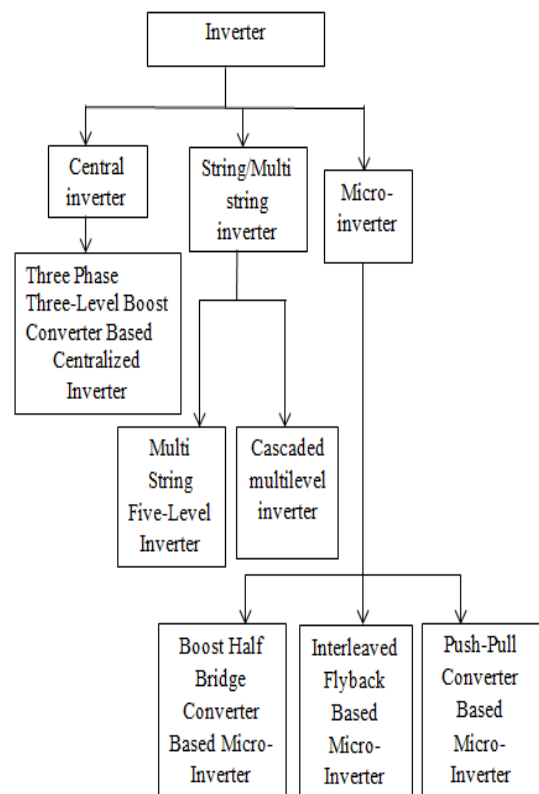 Inverter
Central
inverter
String/Multi
string
inverter
Micro-
inverter
Three Phase
Three-Level Boost
Converter Based
Centralized
Inverter
Multi
String
Five-Level
Inverter
Cascaded
multilevel
inverter
Boost Half
Bridge
Converter
Based Micro-
Inverter
Interleaved
Flyback
Based
Micro-
Inverter
Push-Pull
Converter
Based
Micro-
Inverter